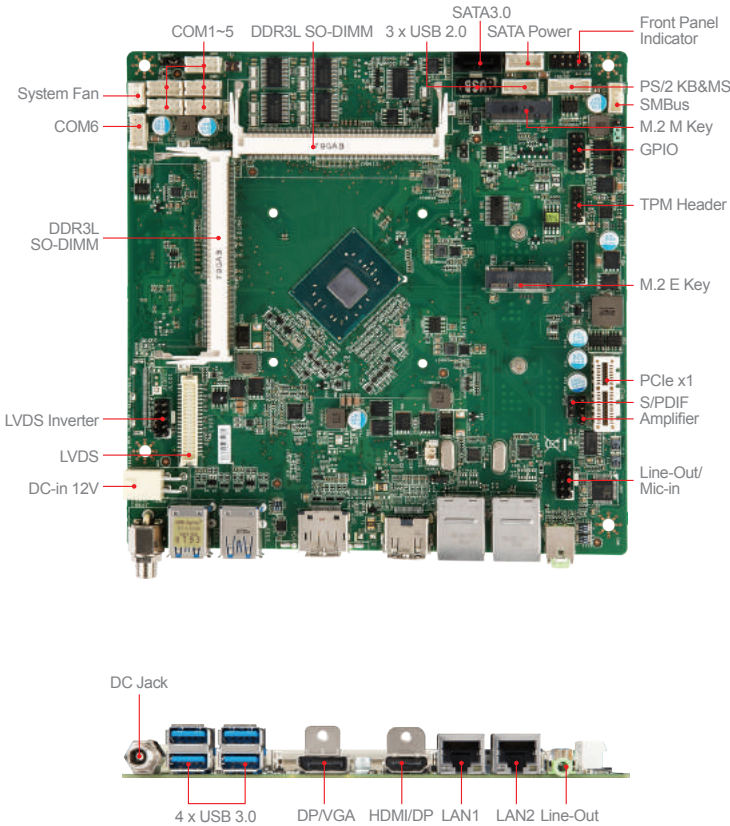 SATA3.0
COM1~5
DDR3L SO-DIMM
3 x USB 2.0
SATA Power
Front Panel
Indicator
System Fan
PS/2 KB&MS
SMBus
COM6
M.2 M Key
GPIO
TPM Header
DDR3L
SO-DIMM
M.2 E Key
PCIe x1
S/PDIF
Amplifier
LVDS Inverter
LVDS
Line-Out/
Mic-in
DC-in 12V
DC Jack
4 x USB 3.0
DP/VGA
HDMI/DP
LAN1
LAN2
Line-Out